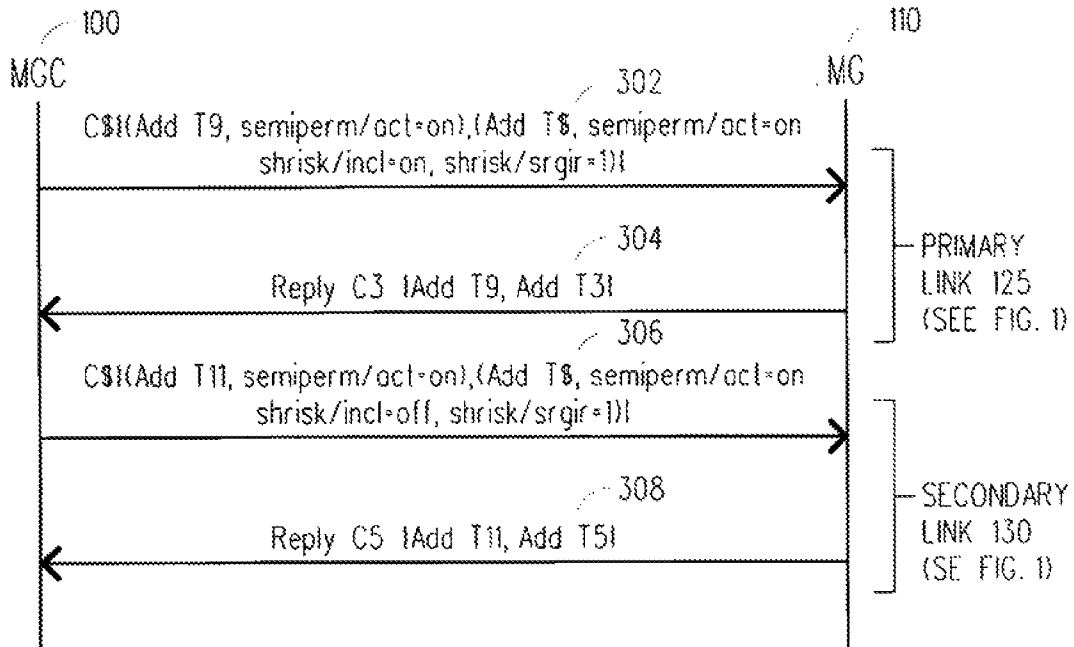 100
110
MGC
MG
302
C$}{(Add T9, semiperm/act=on),(Add T$, semiperm/act=on
shrisk/incl=on, shrisk/srgir=1)}
304
Reply C3 {Add T9, Add T3}
PRIMARY
LINK 125
(SEE FIG. 1)
306
C$}{(Add T11, semiperm/act=on),(Add T$, semiperm/act=on
shrisk/incl=off, shrisk/srgir=1)}
308
Reply C5 {Add T11, Add T5}
SECONDARY
LINK 130
(SE FIG. 1)